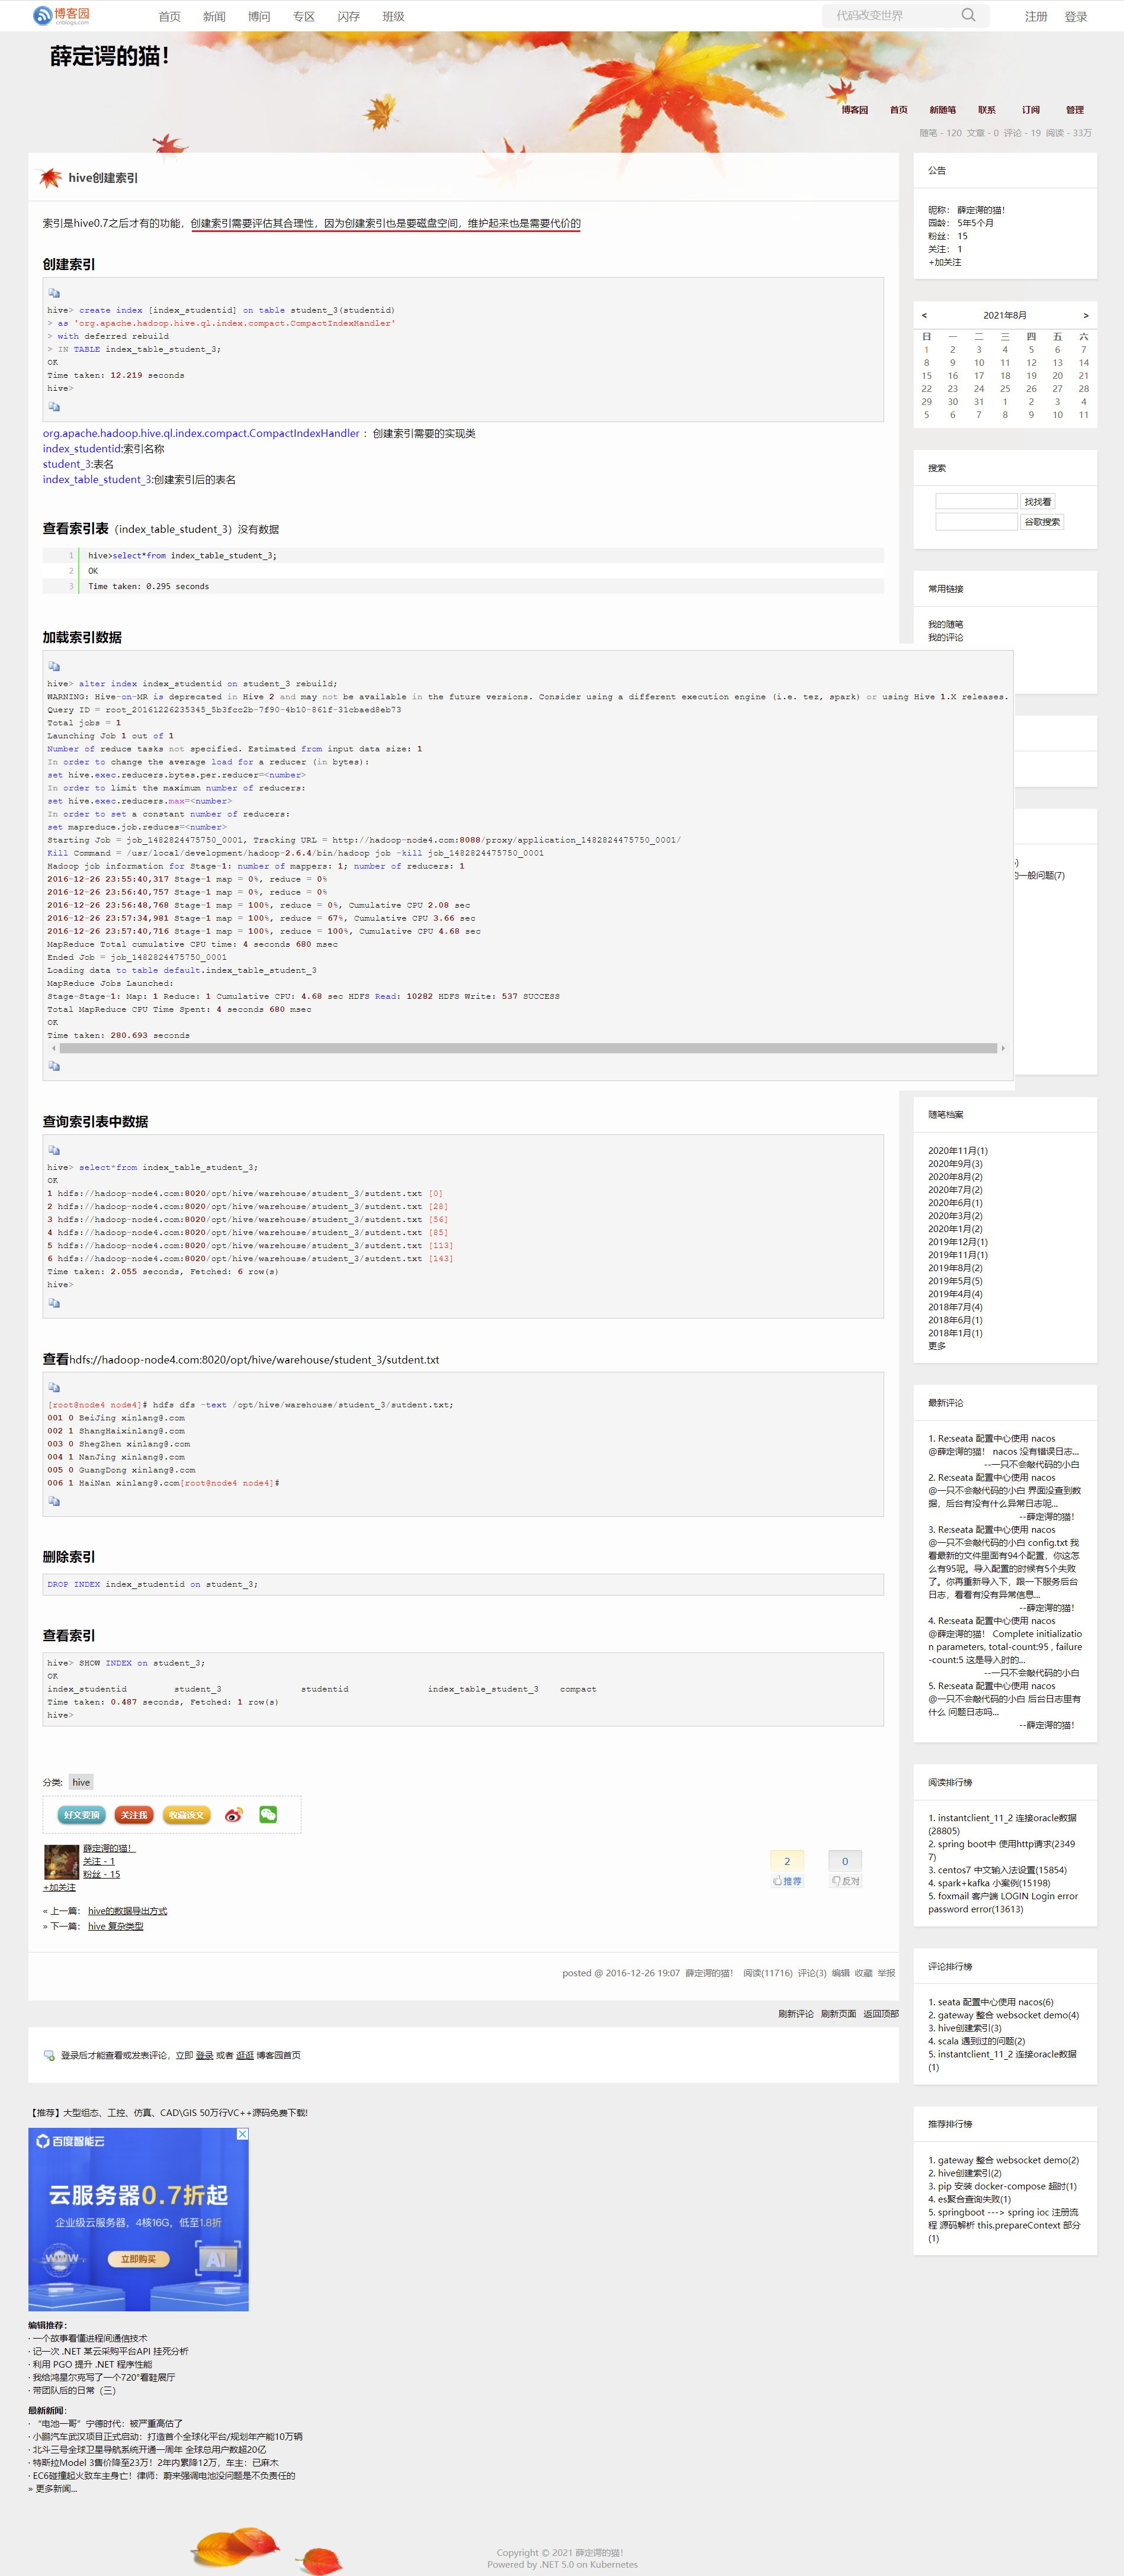 博客园
cnblogs.com
首页 新闻 博问 专区 闪存 班级
代码改变世界
注册 登录
薛定谔的猫!
博客园 首页 新随笔 联系 订阅 管理
随笔 - 120 文章 - 0 评论 - 19 阅读 - 33万
hive创建索引
索引是hive0.7之后才有的功能，创建索引需要评估其合理性，因为创建索引也是要磁盘空间，维护起来也是需要代价的
创建索引
hive> create index [index_studentid] on table student_3(studentid)
> as 'org.apache.hadoop.hive.ql.index.compact.CompactIndexHandler'
> with deferred rebuild
> IN TABLE index_table_student_3;
OK
Time taken: 12.219 seconds
hive>
org.apache.hadoop.hive.ql.index.compact.CompactIndexHandler ：创建索引需要的实现类
index_studentid:索引名称
student_3:表名
index_table_student_3:创建索引后的表名
查看索引表（index_table_student_3）没有数据
1 hive>select*from index_table_student_3;
2 OK
3 Time taken: 0.295 seconds
加载索引数据
hive> alter index index_studentid on student_3 rebuild;
WARNING: Hive-on-MR is deprecated in Hive 2 and may not be available in the future versions. Consider using a different execution engine (i.e. tez, spark) or using Hive 1.X releases.
Query ID = root_20161226235345_5b3fcc2b-7f90-4b10-861f-31cbaed8eb73
Total jobs = 1
Launching Job 1 out of 1
Number of reduce tasks not specified. Estimated from input data size: 1
In order to change the average load for a reducer (in bytes):
set hive.exec.reducers.bytes.per.reducer=<number>
In order to limit the maximum number of reducers:
set hive.exec.reducers.max=<number>
In order to set a constant number of reducers:
set mapreduce.job.reduces=<number>
Starting Job = job_1482824475750_0001, Tracking URL = http://hadoop-node4.com:8088/proxy/application_1482824475750_0001/
Kill Command = /usr/local/development/hadoop-2.6.4/bin/hadoop job -kill job_1482824475750_0001
Hadoop job information for Stage-1: number of mappers: 1; number of reducers: 1
2016-12-26 23:55:40,317 Stage-1 map = 0%, reduce = 0%
2016-12-26 23:56:40,757 Stage-1 map = 0%, reduce = 0%
2016-12-26 23:56:48,768 Stage-1 map = 100%, reduce = 0%, Cumulative CPU 2.08 sec
2016-12-26 23:57:34,981 Stage-1 map = 100%, reduce = 67%, Cumulative CPU 3.66 sec
2016-12-26 23:57:40,716 Stage-1 map = 100%, reduce = 100%, Cumulative CPU 4.68 sec
MapReduce Total cumulative CPU time: 4 seconds 680 msec
Ended Job = job_1482824475750_0001
Loading data to table default.index_table_student_3
MapReduce Jobs Launched:
Stage-Stage-1: Map: 1 Reduce: 1 Cumulative CPU: 4.68 sec HDFS Read: 10282 HDFS Write: 537 SUCCESS
Total MapReduce CPU Time Spent: 4 seconds 680 msec
OK
Time taken: 280.693 seconds
查询索引表中数据
hive> select*from index_table_student_3;
OK
1 hdfs://hadoop-node4.com:8020/opt/hive/warehouse/student_3/sutdent.txt [0]
2 hdfs://hadoop-node4.com:8020/opt/hive/warehouse/student_3/sutdent.txt [28]
3 hdfs://hadoop-node4.com:8020/opt/hive/warehouse/student_3/sutdent.txt [56]
4 hdfs://hadoop-node4.com:8020/opt/hive/warehouse/student_3/sutdent.txt [85]
5 hdfs://hadoop-node4.com:8020/opt/hive/warehouse/student_3/sutdent.txt [113]
6 hdfs://hadoop-node4.com:8020/opt/hive/warehouse/student_3/sutdent.txt [143]
Time taken: 2.055 seconds, Fetched: 6 row(s)
hive>
查看hdfs://hadoop-node4.com:8020/opt/hive/warehouse/student_3/sutdent.txt
[root@node4 node4]# hdfs dfs -text /opt/hive/warehouse/student_3/sutdent.txt;
001 0 BeiJing xinlang@.com
002 1 ShangHaixinlang@.com
003 0 ShegZhen xinlang@.com
004 1 NanJing xinlang@.com
005 0 GuangDong xinlang@.com
006 1 HaiNan xinlang@.com[root@node4 node4]#
删除索引
DROP INDEX index_studentid on student_3;
查看索引
hive> SHOW INDEX on student_3;
OK
index_studentid student_3 studentid index_table_student_3 compact
Time taken: 0.487 seconds, Fetched: 1 row(s)
hive>
分类: hive
好文要顶 关注我 收藏该文
薛定谔的猫！
关注 - 1
粉丝 - 15
+加关注
2 0
推荐 反对
« 上一篇： hive的数据导出方式
» 下一篇： hive 复杂类型
posted @ 2016-12-26 19:07 薛定谔的猫！ 阅读(11716) 评论(3) 编辑 收藏 举报
刷新评论 刷新页面 返回顶部
登录后才能查看或发表评论，立即 登录 或者 逛逛 博客园首页
【推荐】大型组态、工控、仿真、CAD\GIS 50万行VC++源码免费下载!
百度智能云
云服务器0.7折起
企业级云服务器，4核16G，低至1.8折
WWW
立即购买
AI
编辑推荐：
· 一个故事看懂进程间通信技术
· 记一次 .NET 某云采购平台API 挂死分析
· 利用 PGO 提升 .NET 程序性能
· 我给鸿星尔克写了一个720°看鞋展厅
· 带团队后的日常（三）
最新新闻：
· “电池一哥”宁德时代：被严重高估了
· 小鹏汽车武汉项目正式启动：打造首个全球化平台/规划年产能10万辆
· 北斗三号全球卫星导航系统开通一周年 全球总用户数超20亿
· 特斯拉Model 3售价降至23万！2年内累降12万，车主：已麻木
· EC6碰撞起火致车主身亡！律师：蔚来强调电池没问题是不负责任的
» 更多新闻...
公告
昵称： 薛定谔的猫！
园龄： 5年5个月
粉丝： 15
关注： 1
+加关注
< 2021年8月 >
日 一 二 三 四 五 六
1 2 3 4 5 6 7
8 9 10 11 12 13 14
15 16 17 18 19 20 21
22 23 24 25 26 27 28
29 30 31 1 2 3 4
5 6 7 8 9 10 11
搜索
找找看
谷歌搜索
常用链接
我的随笔
我的评论
)
的一般问题(7)
随笔档案
2020年11月(1)
2020年9月(3)
2020年8月(2)
2020年7月(2)
2020年6月(1)
2020年3月(2)
2020年1月(2)
2019年12月(1)
2019年11月(1)
2019年8月(2)
2019年5月(5)
2019年4月(4)
2018年7月(4)
2018年6月(1)
2018年1月(1)
更多
最新评论
1. Re:seata 配置中心使用 nacos
@薛定谔的猫！ nacos 没有错误日志...
--一只不会敲代码的小白
2. Re:seata 配置中心使用 nacos
@一只不会敲代码的小白 界面没查到数
据，后台有没有什么异常日志呢...
--薛定谔的猫！
3. Re:seata 配置中心使用 nacos
@一只不会敲代码的小白 config.txt 我
看最新的文件里面有94个配置，你这怎
么有95呢。导入配置的时候有5个失败
了。你再重新导入下，跟一下服务后台
日志，看看有没有异常信息...
--薛定谔的猫！
4. Re:seata 配置中心使用 nacos
@薛定谔的猫！ Complete initializatio
n parameters, total-count:95 , failure
-count:5 这是导入时的...
--一只不会敲代码的小白
5. Re:seata 配置中心使用 nacos
@一只不会敲代码的小白 后台日志里有
什么 问题日志吗...
--薛定谔的猫！
阅读排行榜
1. instantclient_11_2 连接oracle数据
(28805)
2. spring boot中 使用http请求(2349
7)
3. centos7 中文输入法设置(15854)
4. spark+kafka 小案例(15198)
5. foxmail 客户端 LOGIN Login error
password error(13613)
评论排行榜
1. seata 配置中心使用 nacos(6)
2. gateway 整合 websocket demo(4)
3. hive创建索引(3)
4. scala 遇到过的问题(2)
5. instantclient_11_2 连接oracle数据
(1)
推荐排行榜
1. gateway 整合 websocket demo(2)
2. hive创建索引(2)
3. pip 安装 docker-compose 超时(1)
4. es聚合查询失败(1)
5. springboot ---> spring ioc 注册流
程 源码解析 this.prepareContext 部分
(1)
Copyright © 2021 薛定谔的猫！
Powered by .NET 5.0 on Kubernetes